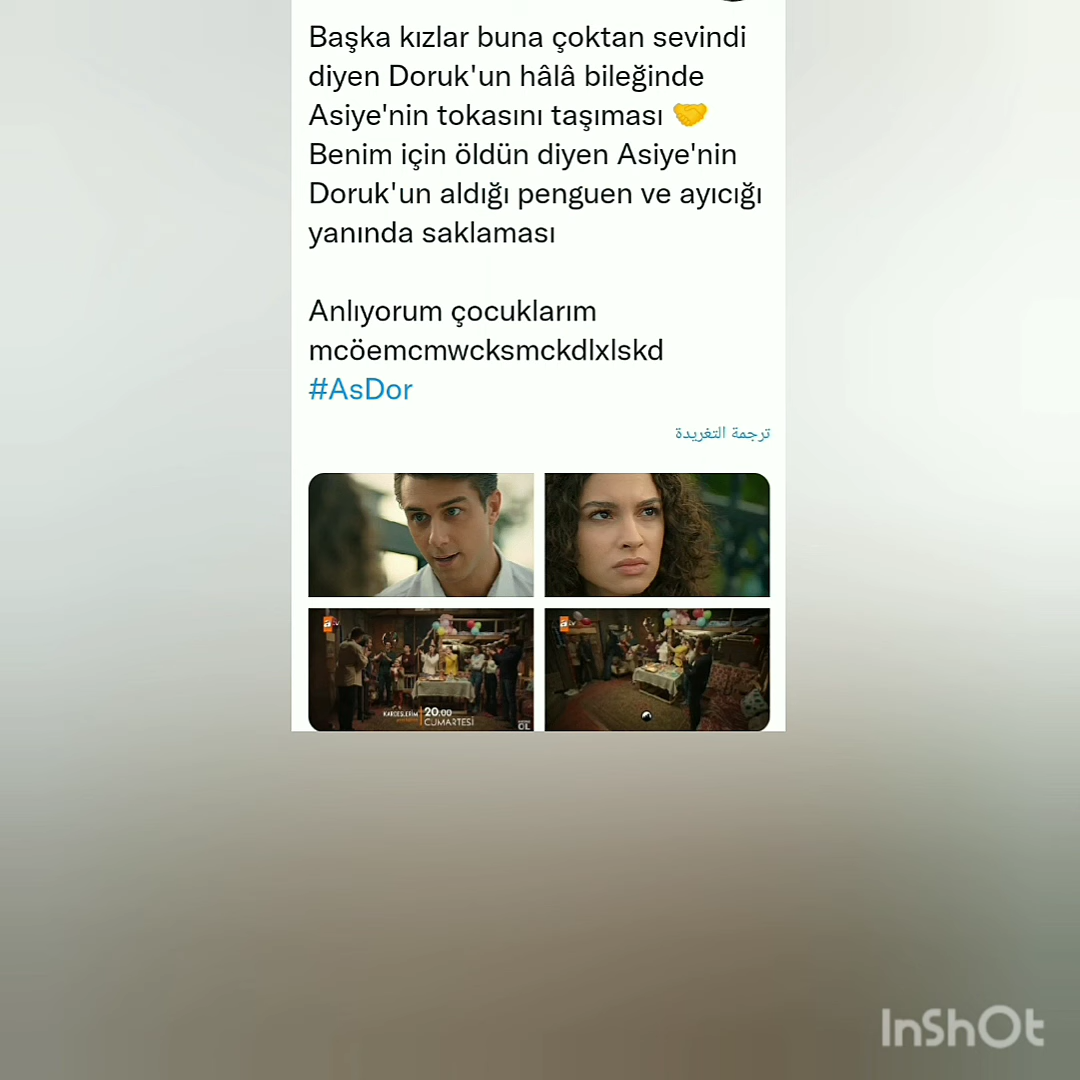 Başka kızlar buna çoktan sevindi
diyen Doruk'un hâlâ bileğinde
Asiye'nin tokasını taşıması 🤝
Benim için öldün diyen Asiye'nin
Doruk'un aldığı penguen ve ayıcığı
yanında saklaması
Anlıyorum çocuklarım
mcöemcmwcksmckdlxlskd
#AsDor
ترجمة التغريدة
KARDEŞLERİM
20.00
CUMARTESİ
InShOt